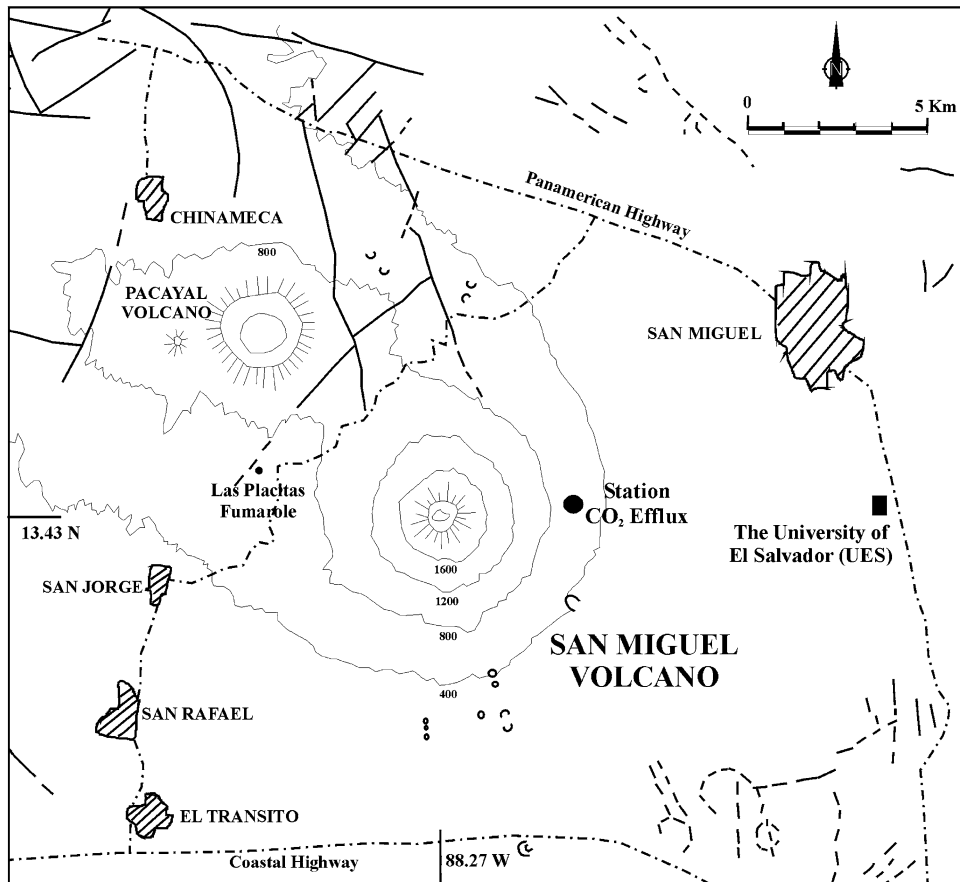 N
0
5 Km
Panamerican Highway
CHINAMECA
800
PACAYAL
VOLCANO
SAN MIGUEL
Las Placitas
Fumarole
Station
CO₂ Efflux
13.43 N
The University of
El Salvador (UES)
SAN JORGE
1600
1200
800
400
SAN MIGUEL
VOLCANO
SAN RAFAEL
EL TRANSITO
Coastal Highway
88.27 W